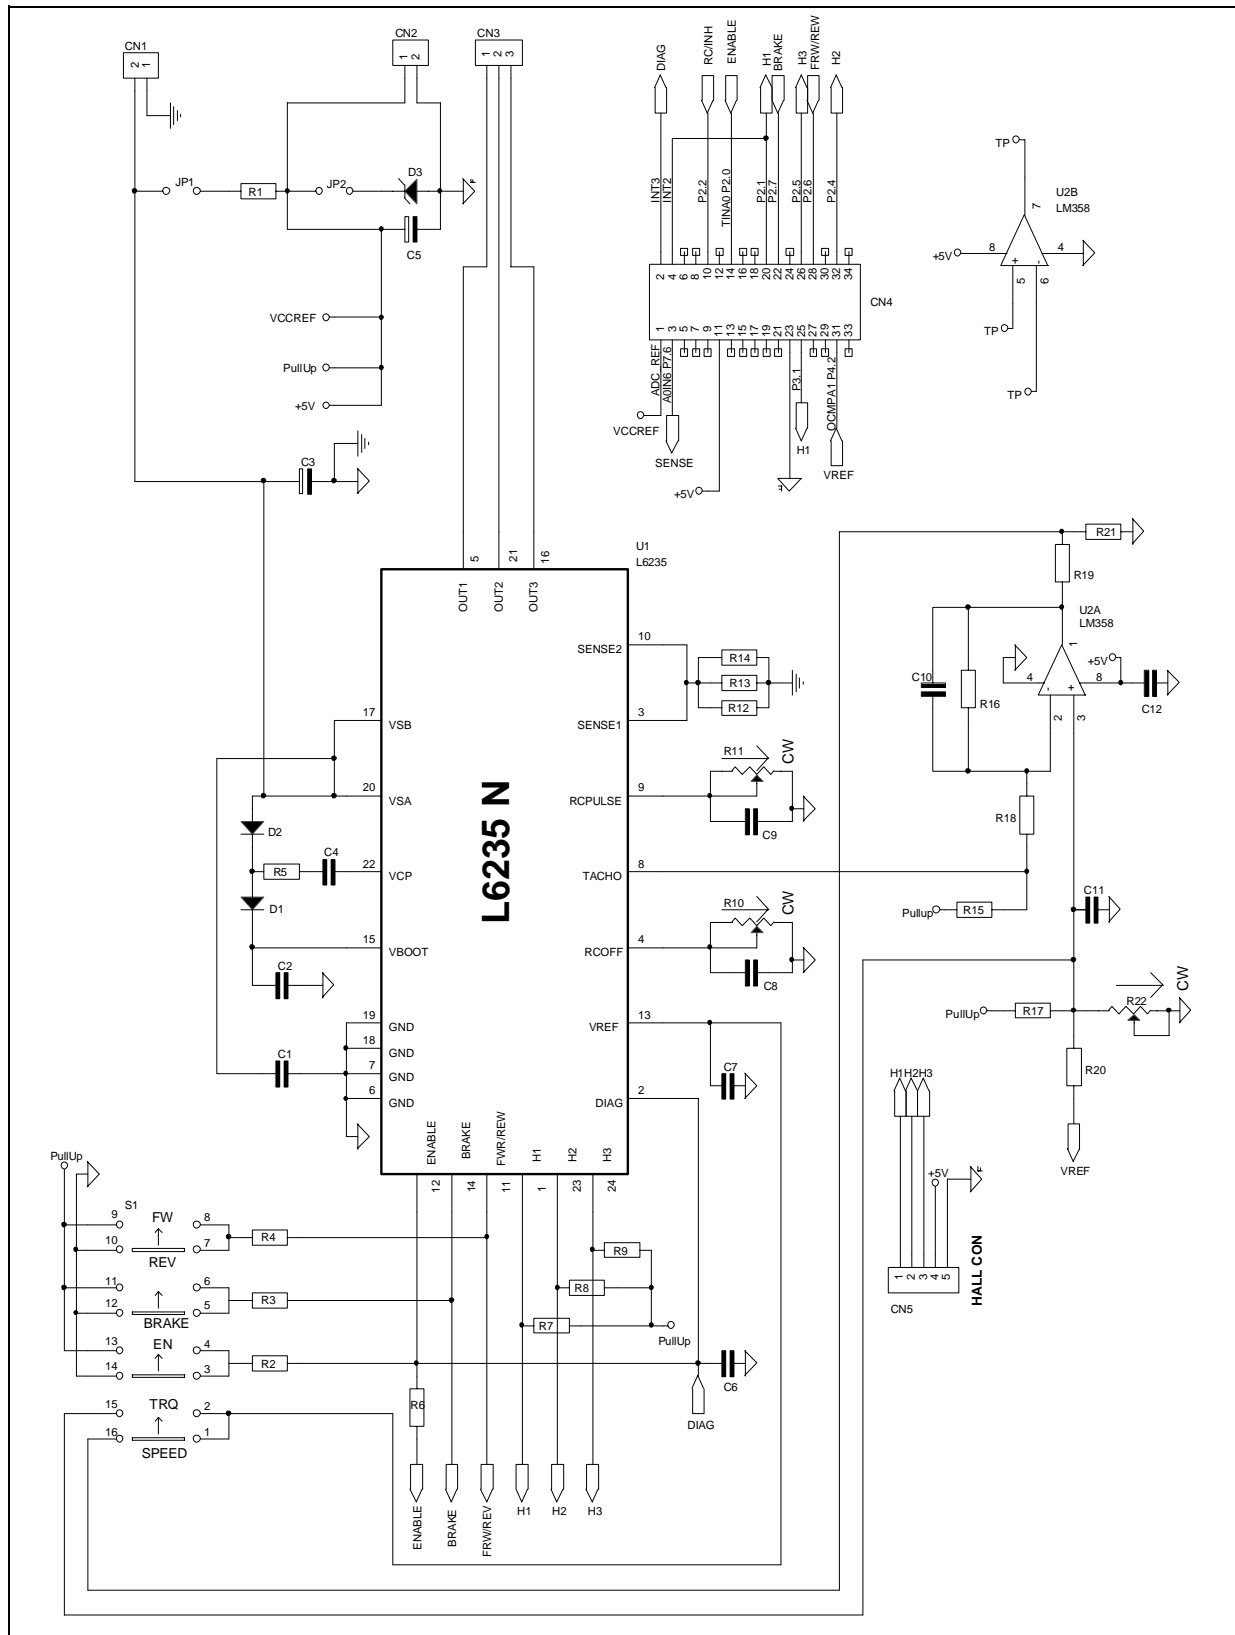 CN1
2 1
CN2
1 2
CN3
1 2 3
JP1
R1
JP2
D3
C5
VCCREF
PullUp
+5V
C3
DIAG
RC/INH
ENABLE
H1
BRAKE
H3
FRW/REW
H2
INT3
INT2
P2.2
TINA0 P2.0
P2.1
P2.7
P2.5
P2.6
P2.4
2 4 6 8 10 12 14 16 18 20 22 24 26 28 30 32 34
CN4
1 3 5 7 9 11 13 15 17 19 21 23 25 27 29 31 33
ADC_REF
A0IN6 P7.6
P3.1
OCMPA1 P4.2
VCCREF
SENSE
+5V
H1
VREF
TP
U2B
LM358
7
+5V
8
4
+ -
5
6
TP
TP
U1
L6235
5
21
16
OUT1
OUT2
OUT3
L6235 N
10
SENSE2
3
SENSE1
9
RCPULSE
8
TACHO
4
RCOFF
13
VREF
2
DIAG
17
VSB
20
VSA
22
VCP
15
VBOOT
19
GND
18
GND
7
GND
6
GND
ENABLE
BRAKE
FWR/REW
H1
H2
H3
12
14
11
1
23
24
R14
R13
R12
R11
CW
C9
R10
CW
C8
C7
D2
R5
C4
D1
C2
C1
R21
R19
U2A
LM358
1
+5V
4
8
- +
2
3
C10
R16
C12
R18
Pullup
R15
C11
PullUp
R17
R22
CW
R20
VREF
H1 H2 H3
+5V
1 2 3 4 5
CN5
HALL CON
PullUp
S1
9
FW
8
10
REV
7
R4
11
6
12
BRAKE
5
R3
13
EN
4
14
3
R2
15
TRQ
2
16
SPEED
1
R9
R8
R7
PullUp
R6
C6
DIAG
ENABLE
BRAKE
FRW/REV
H1
H2
H3